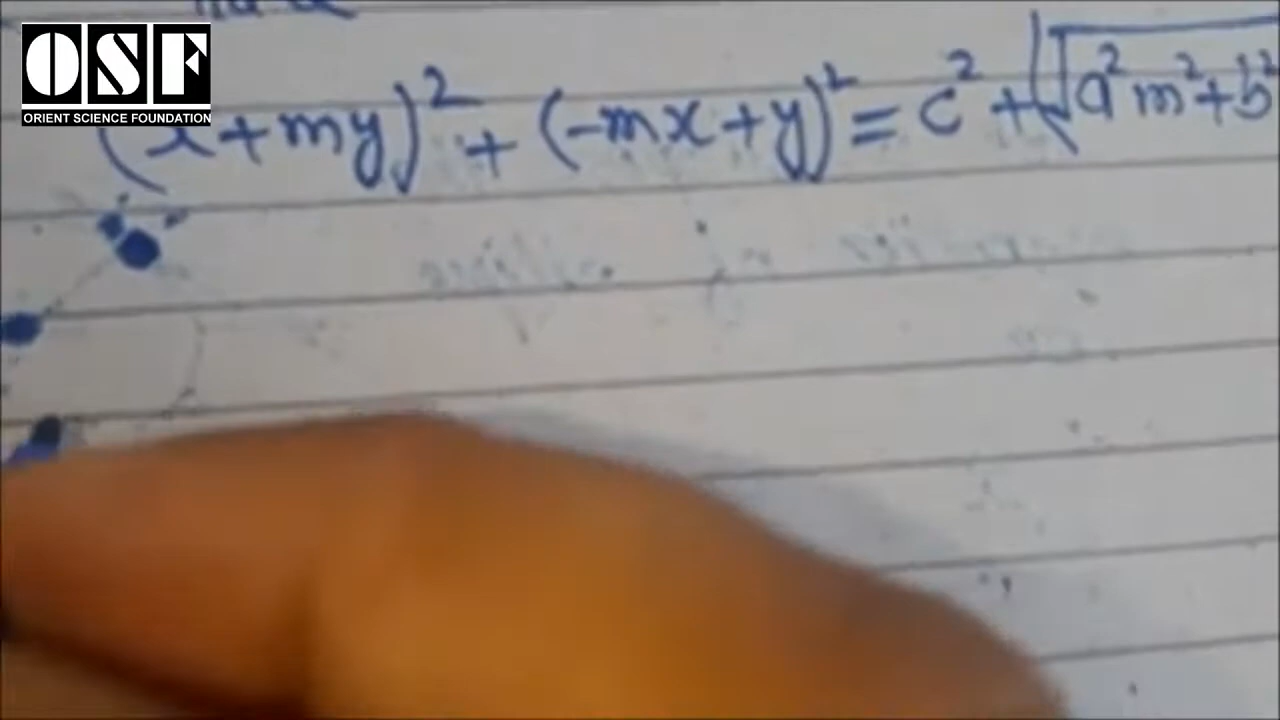 OSF
ORIENT SCIENCE FOUNDATION
(x+my)² + (-mx+y)² = c² + (√a²m²+b²